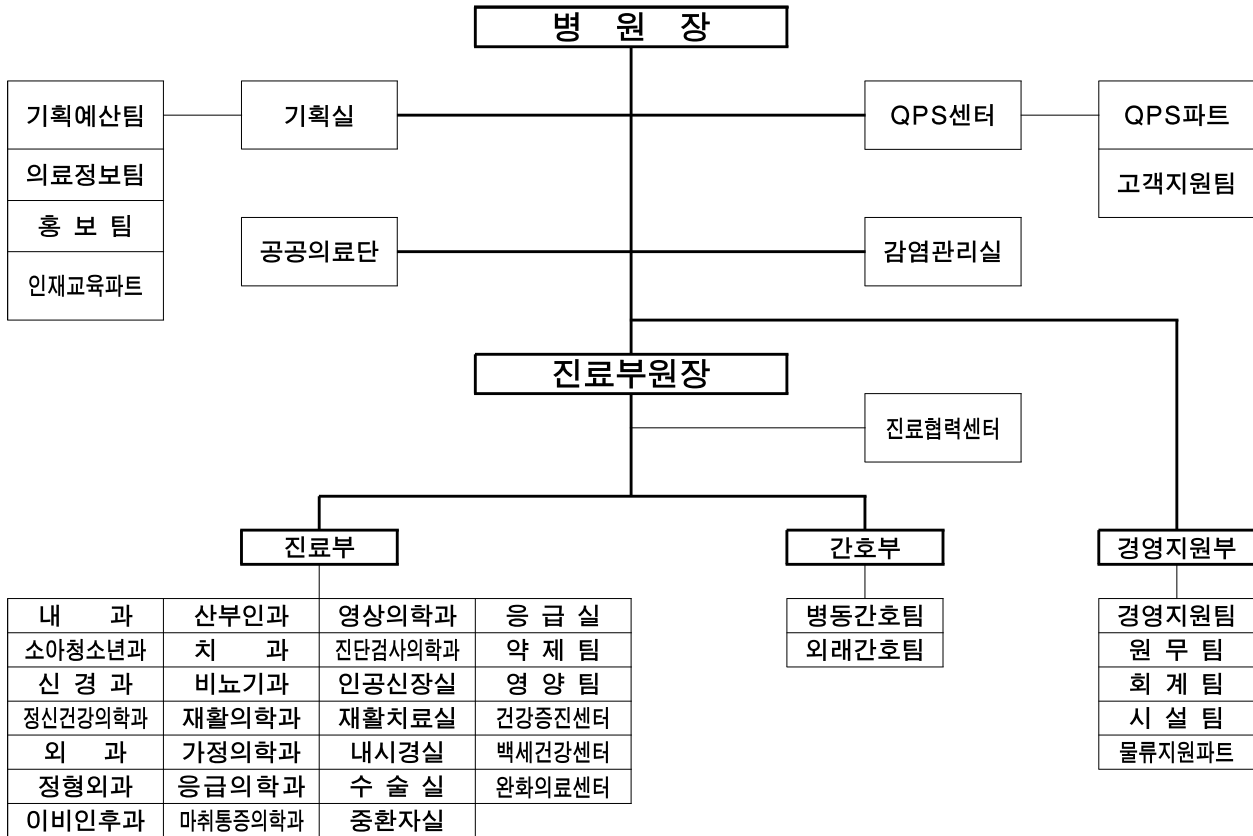 병 원 장
기획예산팀 기획실 QPS센터 QPS파트
의료정보팀
고객지원팀
홍 보 팀
공공의료단 감염관리실
인재교육파트
진료부원장
진료협력센터
진료부 간호부 경영지원부
내 과 산부인과 영상의학과 응 급 실 병동간호팀 경영지원팀
소아청소년과 치 과 진단검사의학과 약 제 팀 외래간호팀 원 무 팀
신 경 과 비뇨기과 인공신장실 영 양 팀 회 계 팀
정신건강의학과 재활의학과 재활치료실 건강증진센터 시 설 팀
외 과 가정의학과 내시경실 백세건강센터 물류지원파트
정형외과 응급의학과 수 술 실 완화의료센터
이비인후과 마취통증의학과 중환자실